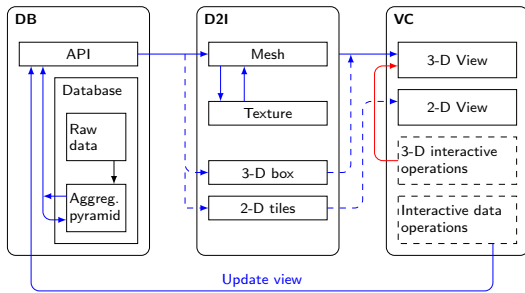 DB
API
Database
Raw
data
Aggreg.
pyramid
D2I
Mesh
Texture
3-D box
2-D tiles
VC
3-D View
2-D View
3-D interactive
operations
Interactive data
operations
Update view